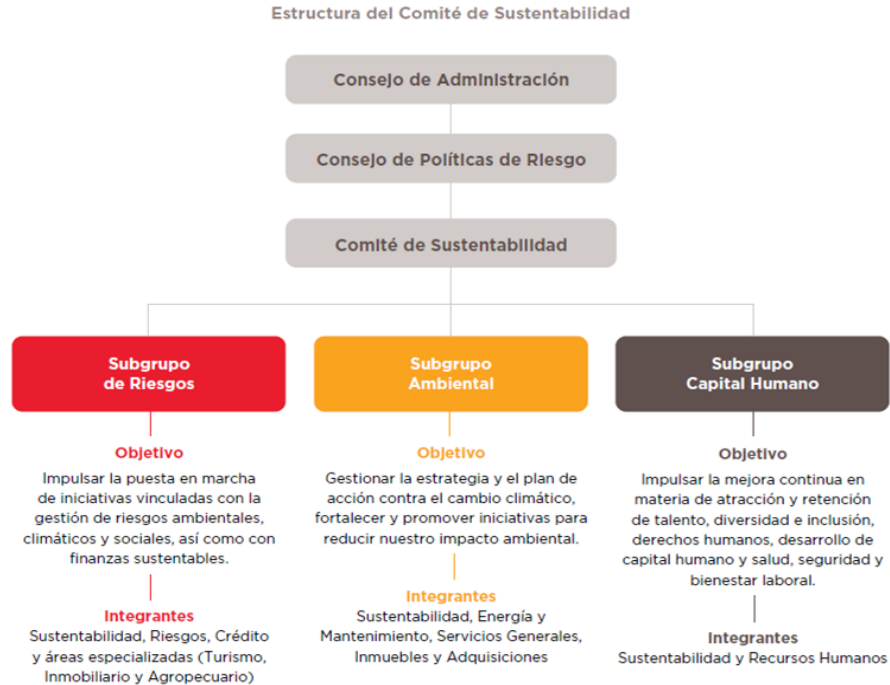 Estructura del Comité de Sustentabilidad
Consejo de Administración
Consejo de Políticas de Riesgo
Comité de Sustentabilidad
Subgrupo
de Riesgos
Objetivo
Impulsar la puesta en marcha
de iniciativas vinculadas con la
gestión de riesgos ambientales,
climáticos y sociales, así como con
finanzas sustentables.
Integrantes
Sustentabilidad, Riesgos, Crédito
y áreas especializadas (Turismo,
Inmobiliario y Agropecuario)
Subgrupo
Ambiental
Objetivo
Gestionar la estrategia y el plan de
acción contra el cambio climático,
fortalecer y promover iniciativas para
reducir nuestro impacto ambiental.
Integrantes
Sustentabilidad, Energía y
Mantenimiento, Servicios Generales,
Inmuebles y Adquisiciones
Subgrupo
Capital Humano
Objetivo
Impulsar la mejora continua en
materia de atracción y retención
de talento, diversidad e inclusión,
derechos humanos, desarrollo de
capital humano y salud, seguridad y
bienestar laboral.
Integrantes
Sustentabilidad y Recursos Humanos